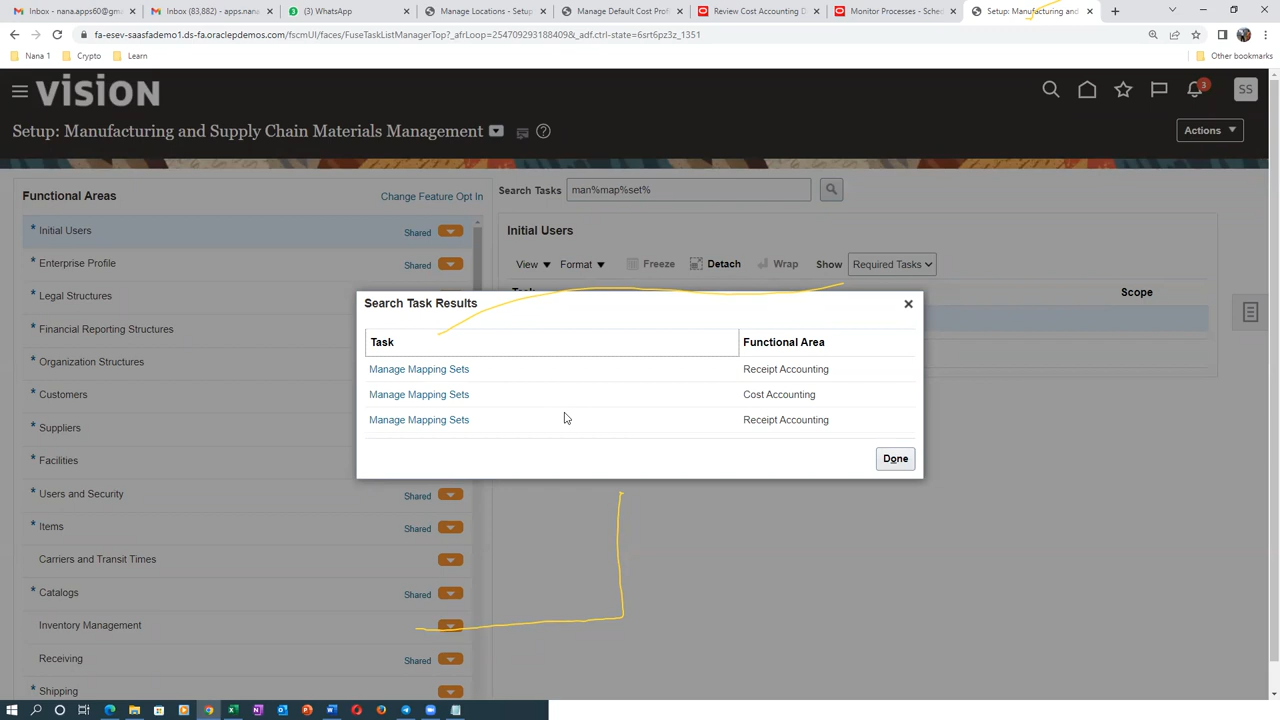 Inbox - nana.apps60@gm
Inbox (83,882) - apps.nana
(3) WhatsApp
Manage Locations - Setup
Manage Default Cost Prof
Review Cost Accounting D
Monitor Processes - Sched
Setup: Manufacturing and
fa-esev-saasfademo1.ds-fa.oraclepdemos.com/fscmUI/faces/FuseTaskListManagerTop?_afrLoop=25470929318840​9&_adf.ctrl-state=6srt6pz3z_1351
Nana 1
Crypto
Learn
Other bookmarks
VISION
3
SS
Setup: Manufacturing and Supply Chain Materials Management
Actions
Functional Areas
Change Feature Opt In
Search Tasks
man%map%set%
* Initial Users Shared
* Enterprise Profile Shared
* Legal Structures
* Financial Reporting Structures
* Organization Structures
* Customers
* Suppliers
* Facilities
* Users and Security Shared
* Items Shared
Carriers and Transit Times
* Catalogs Shared
Inventory Management
Receiving Shared
* Shipping
Initial Users
View Format Freeze Detach Wrap Show Required Tasks
Scope
Search Task Results
Task Functional Area
Manage Mapping Sets Receipt Accounting
Manage Mapping Sets Cost Accounting
Manage Mapping Sets Receipt Accounting
Done